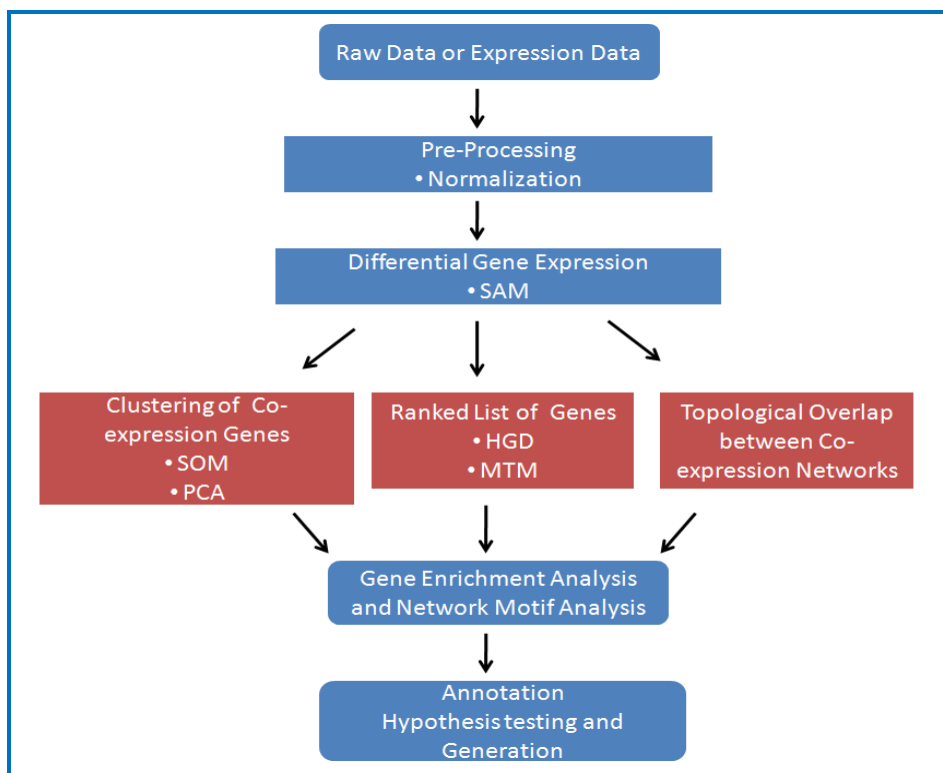 Raw Data or Expression Data
Pre-Processing
• Normalization
Differential Gene Expression
• SAM
Clustering of Co-
expression Genes
• SOM
• PCA
Ranked List of Genes
• HGD
• MTM
Topological Overlap
between Co-
expression Networks
Gene Enrichment Analysis
and Network Motif Analysis
Annotation
Hypothesis testing and
Generation